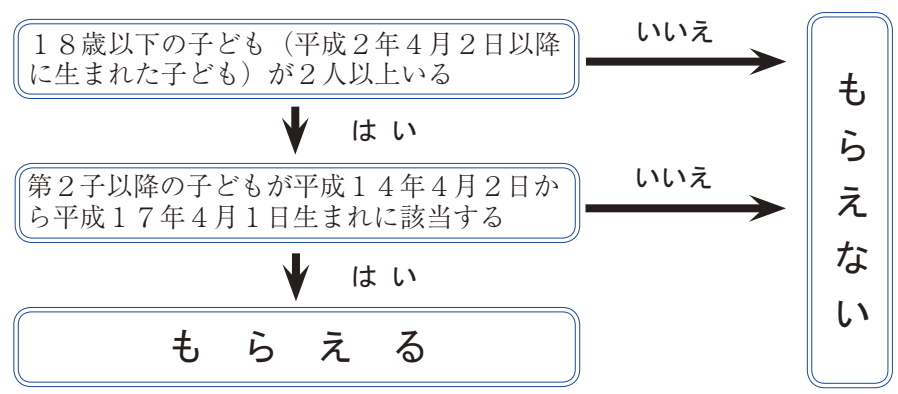 １８歳以下の子ども（平成２年４月２日以降
に生まれた子ども）が２人以上いる
いいえ
はい
第２子以降の子どもが平成１４年４月２日か
ら平成１７年４月１日生まれに該当する
いいえ
はい
もらえる
もらえない